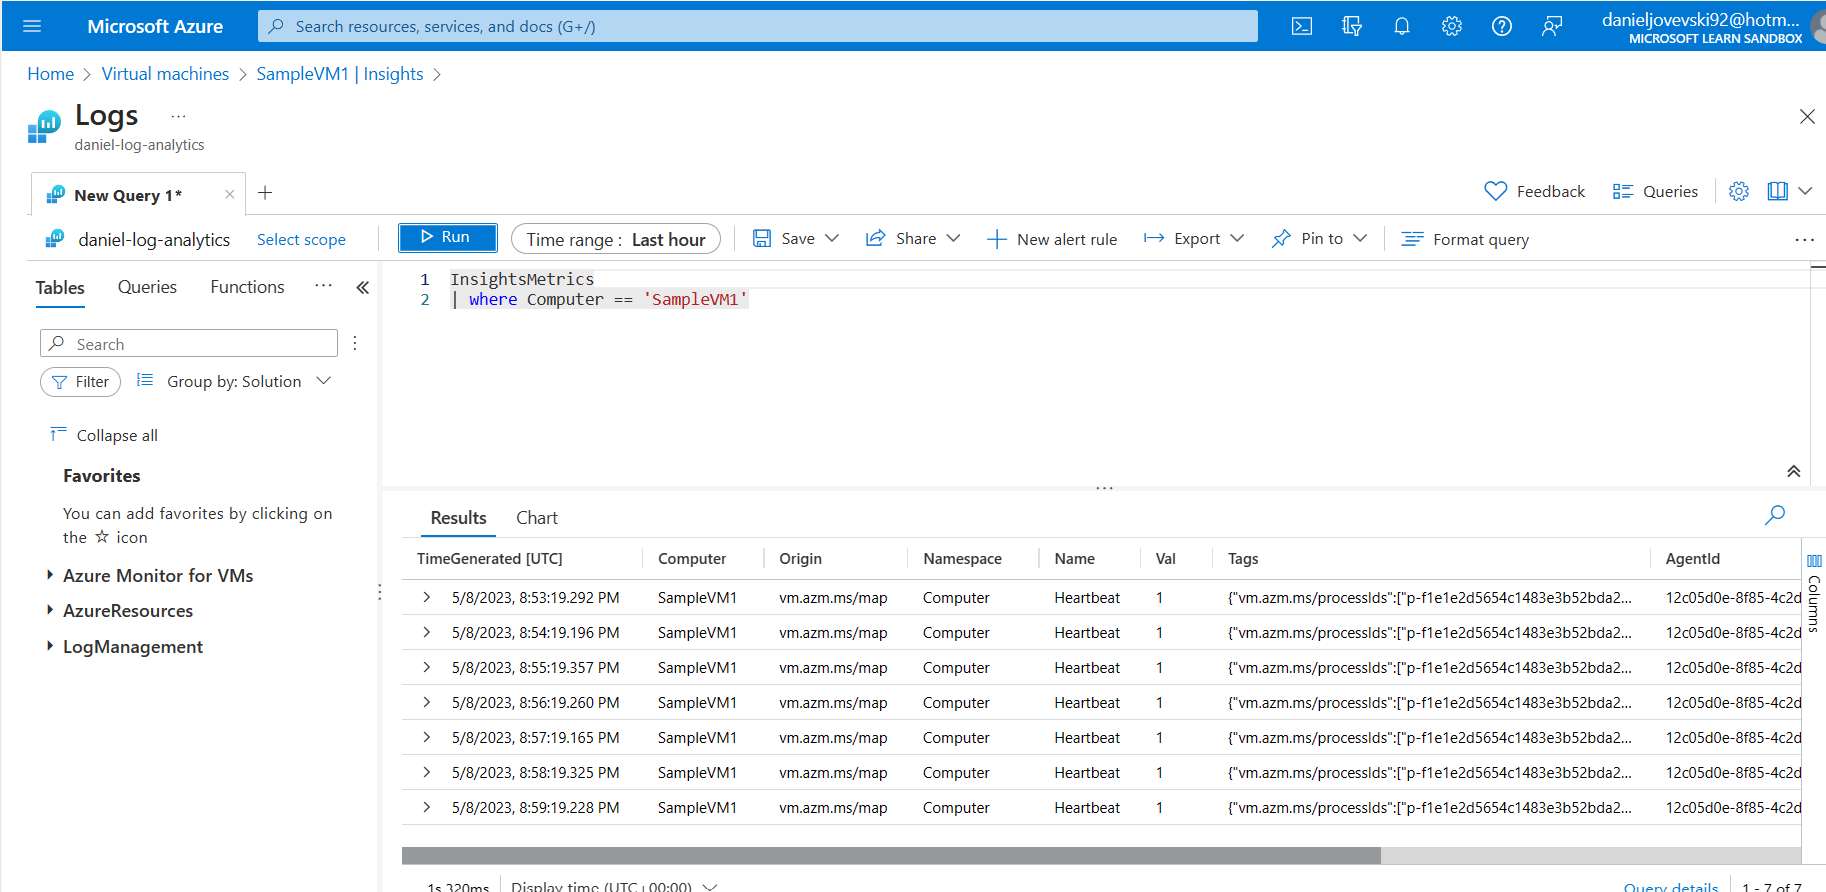 Microsoft Azure
Search resources, services, and docs (G+/)
danieljovevski92@hotm...
MICROSOFT LEARN SANDBOX
Home > Virtual machines > SampleVM1 | Insights >
Logs ...
daniel-log-analytics
New Query 1* × +
Feedback Queries
daniel-log-analytics Select scope Run Time range : Last hour Save Share New alert rule Export Pin to Format query ...
Tables Queries Functions ... «
Search
Filter Group by: Solution
Collapse all
Favorites
You can add favorites by clicking on
the ☆ icon
Azure Monitor for VMs
AzureResources
LogManagement
1 InsightsMetrics
2 | where Computer == 'SampleVM1'
Results Chart
TimeGenerated [UTC] Computer Origin Namespace Name Val Tags AgentId
5/8/2023, 8:53:19.292 PM SampleVM1 vm.azm.ms/map Computer Heartbeat 1 {"vm.azm.ms/processIds":["p-f1e1e2d5654c1483e3b52bda2... 12c05d0e-8f85-4c2d
5/8/2023, 8:54:19.196 PM SampleVM1 vm.azm.ms/map Computer Heartbeat 1 {"vm.azm.ms/processIds":["p-f1e1e2d5654c1483e3b52bda2... 12c05d0e-8f85-4c2d
5/8/2023, 8:55:19.357 PM SampleVM1 vm.azm.ms/map Computer Heartbeat 1 {"vm.azm.ms/processIds":["p-f1e1e2d5654c1483e3b52bda2... 12c05d0e-8f85-4c2d
5/8/2023, 8:56:19.260 PM SampleVM1 vm.azm.ms/map Computer Heartbeat 1 {"vm.azm.ms/processIds":["p-f1e1e2d5654c1483e3b52bda2... 12c05d0e-8f85-4c2d
5/8/2023, 8:57:19.165 PM SampleVM1 vm.azm.ms/map Computer Heartbeat 1 {"vm.azm.ms/processIds":["p-f1e1e2d5654c1483e3b52bda2... 12c05d0e-8f85-4c2d
5/8/2023, 8:58:19.325 PM SampleVM1 vm.azm.ms/map Computer Heartbeat 1 {"vm.azm.ms/processIds":["p-f1e1e2d5654c1483e3b52bda2... 12c05d0e-8f85-4c2d
5/8/2023, 8:59:19.228 PM SampleVM1 vm.azm.ms/map Computer Heartbeat 1 {"vm.azm.ms/processIds":["p-f1e1e2d5654c1483e3b52bda2... 12c05d0e-8f85-4c2d
Columns
1s 320ms Display time (UTC+00:00) Query details 1 - 7 of 7